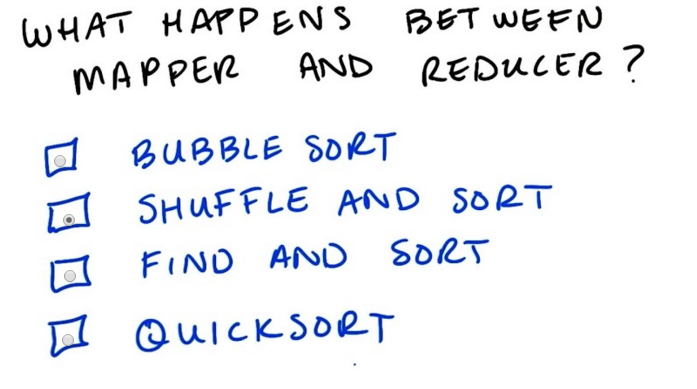 WHAT HAPPENS BETWEEN
MAPPER AND REDUCER?
BUBBLE SORT
SHUFFLE AND SORT
FIND AND SORT
QUICKSORT